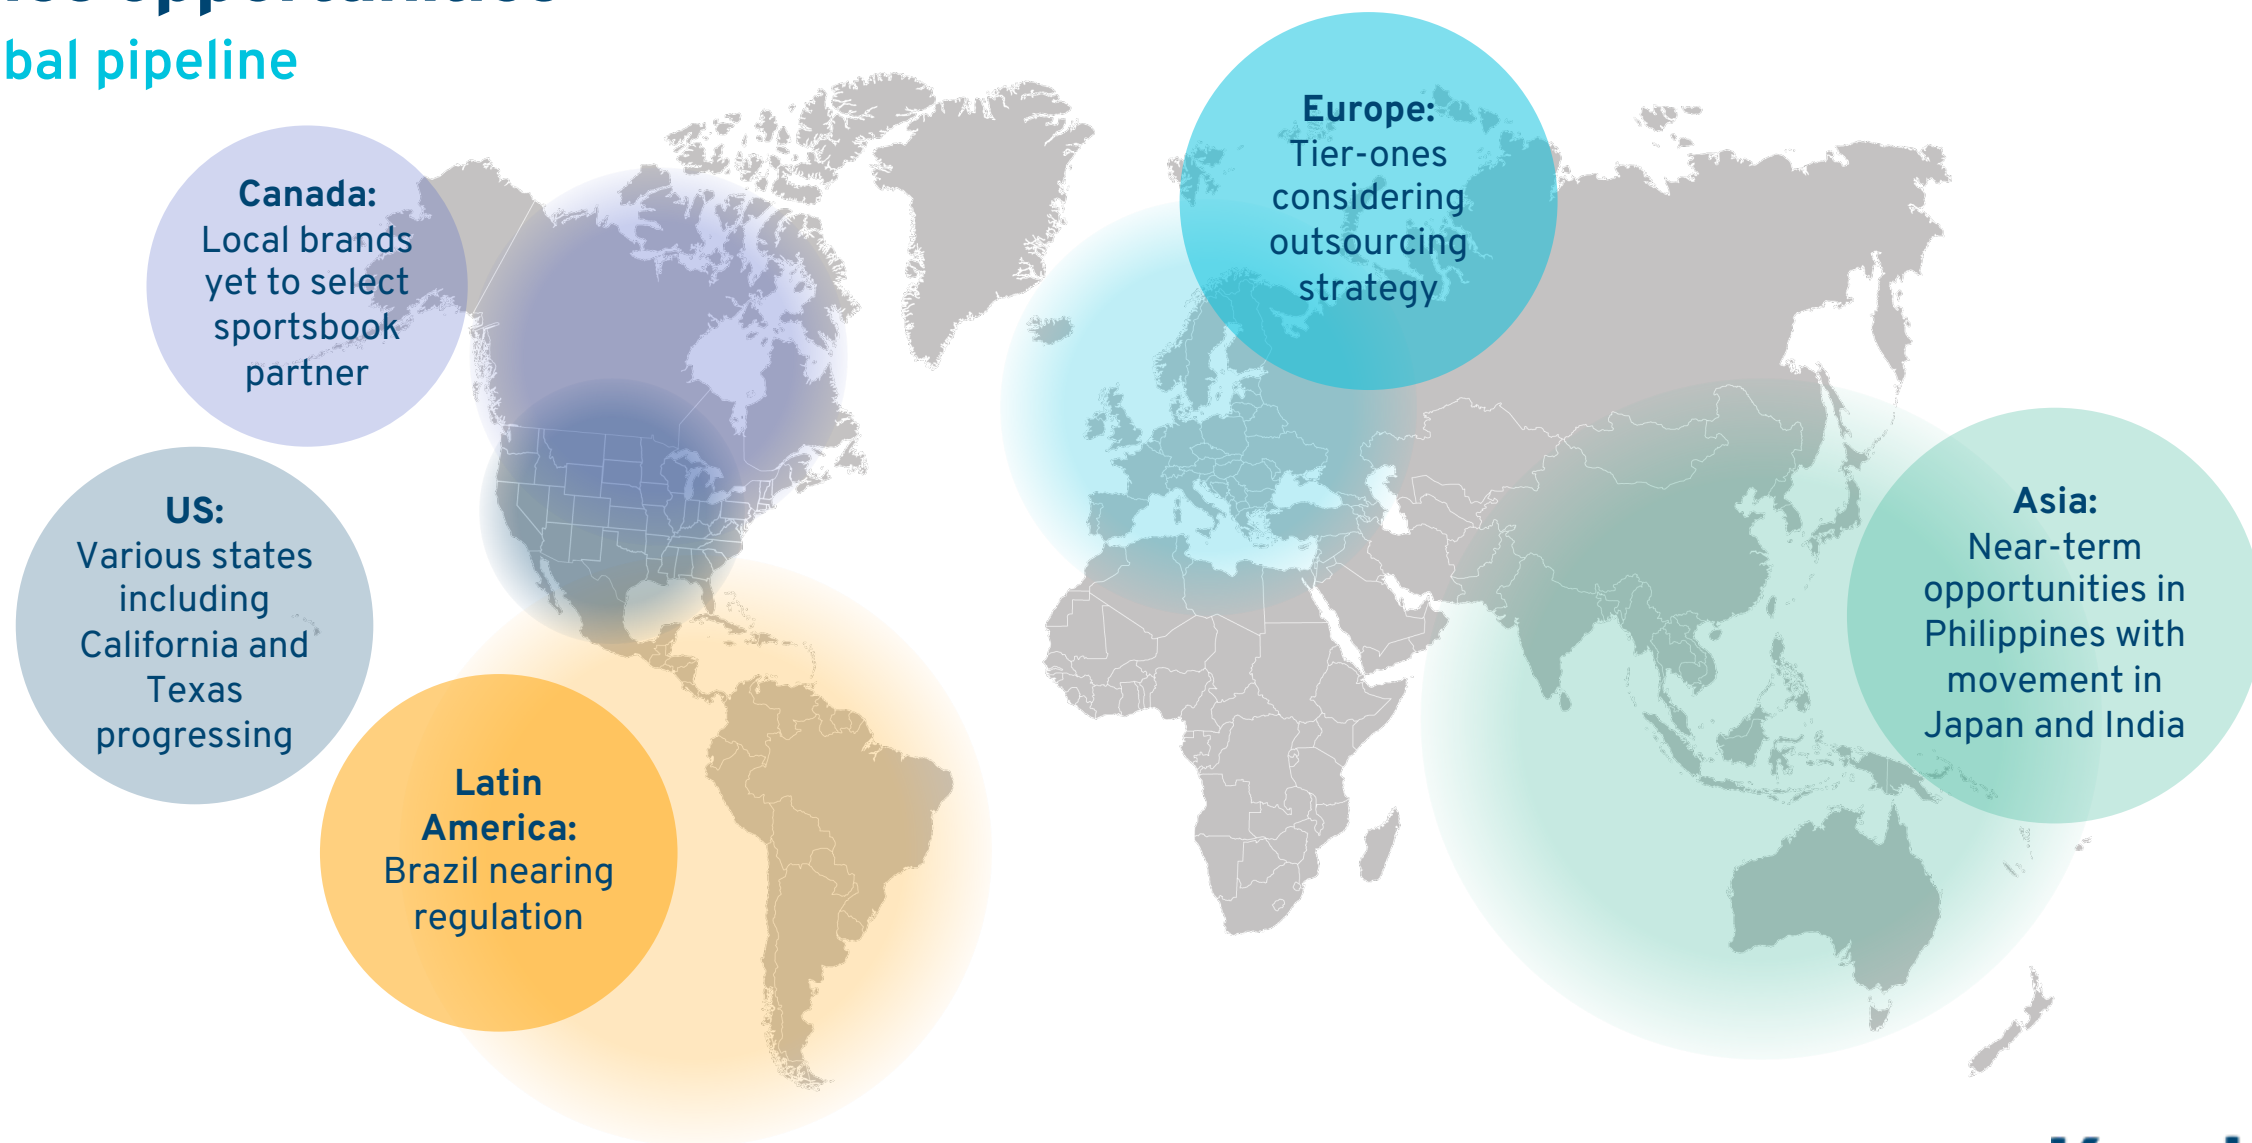 opportunities
bal pipeline
Canada:
Local brands
yet to select
sportsbook
partner
US:
Various states
including
California and
Texas
progressing
Latin
America:
Brazil nearing
regulation
Europe:
Tier-ones
considering
outsourcing
strategy
Asia:
Near-term
opportunities in
Philippines with
movement in
Japan and India